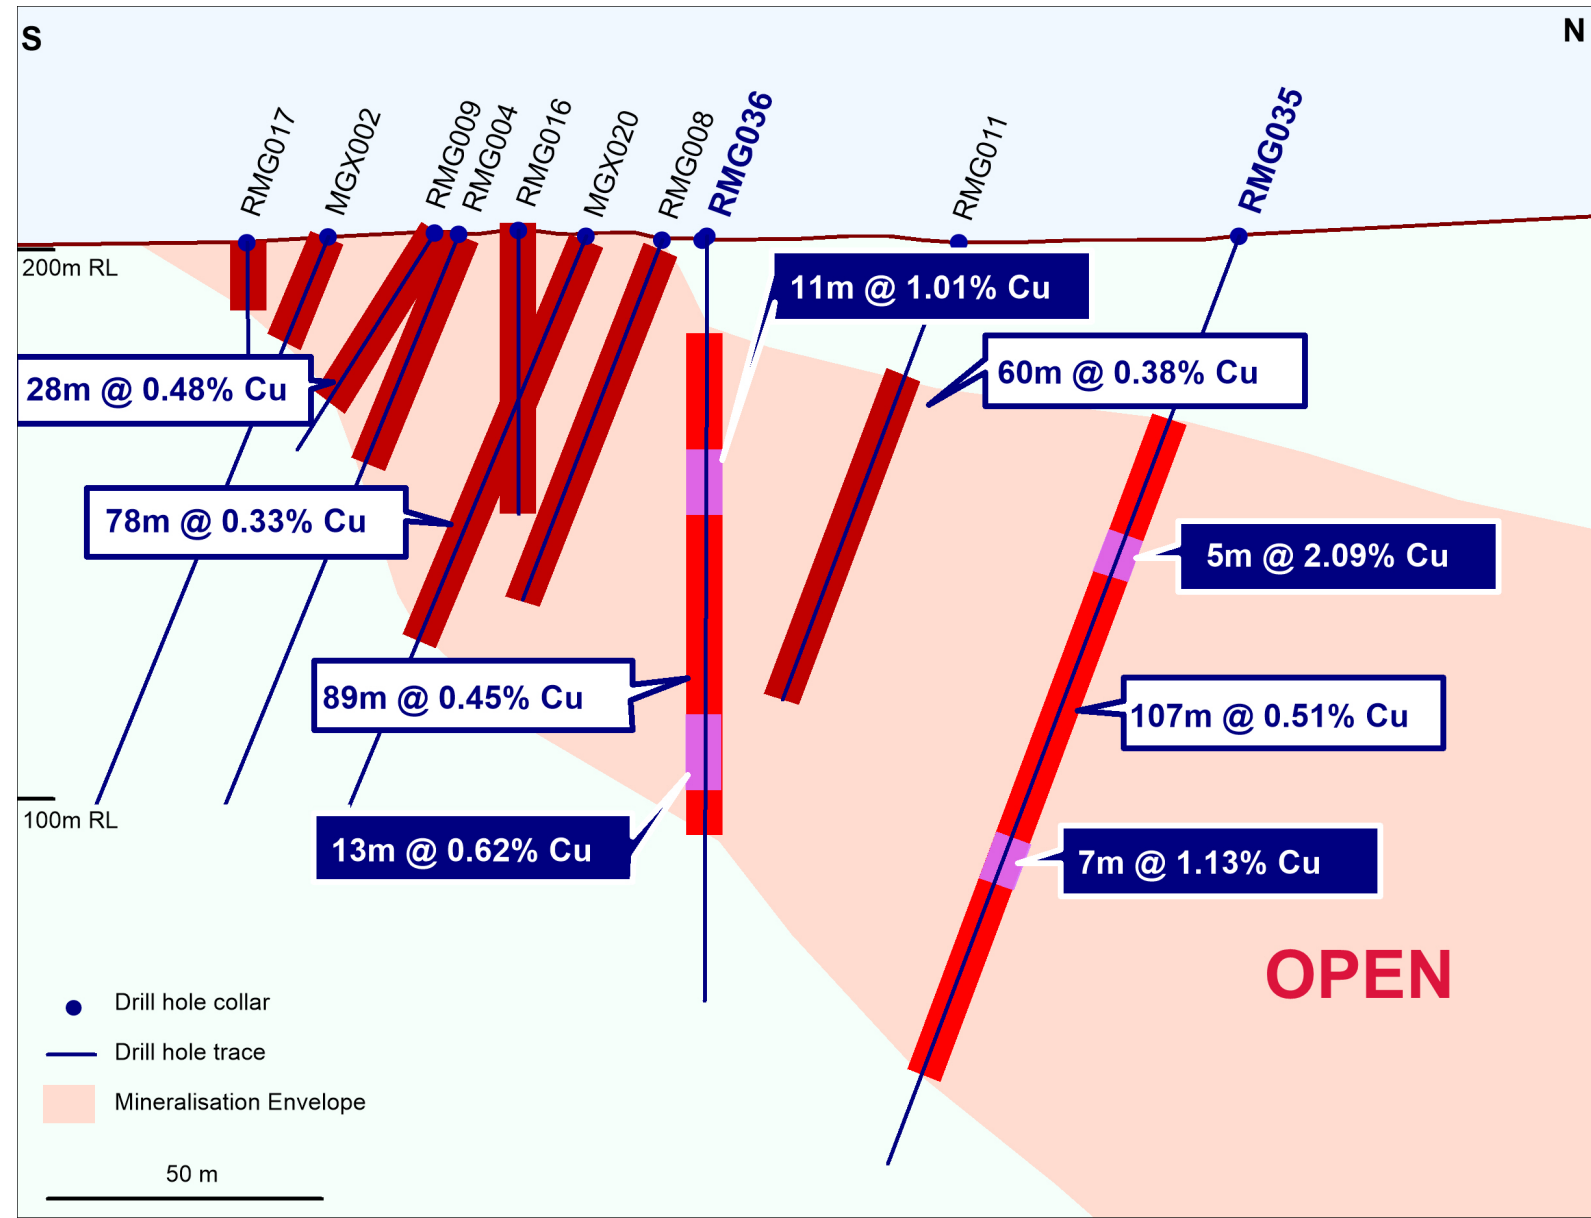 S
N
RMG017
MGX002
RMG009
RMG004
RMG016
MGX020
RMG008
RMG036
RMG011
RMG035
200m RL
11m @ 1.01% Cu
60m @ 0.38% Cu
28m @ 0.48% Cu
78m @ 0.33% Cu
5m @ 2.09% Cu
89m @ 0.45% Cu
107m @ 0.51% Cu
100m RL
13m @ 0.62% Cu
7m @ 1.13% Cu
OPEN
Drill hole collar
Drill hole trace
Mineralisation Envelope
50 m